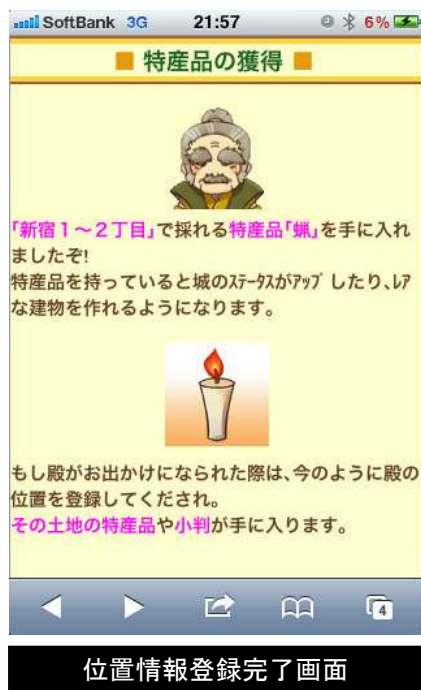 SoftBank 3G 21:57 6%
■ 特産品の獲得 ■
「新宿1～2丁目」で採れる特産品「蝋」を手に入れ
ましたぞ!
特産品を持っていると城のｽﾃｰﾀｽがｱｯﾌﾟしたり､ﾚｱ
な建物を作れるようになります。
もし殿がお出かけになられた際は､今のように殿の
位置を登録してくだされ。
その土地の特産品や小判が手に入ります。
4
位置情報登録完了画面